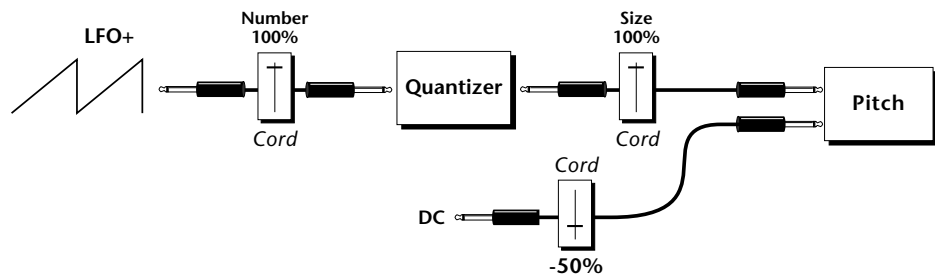 LFO+
Number
100%
Cord
Quantizer
Size
100%
Cord
Pitch
DC
Cord
-50%